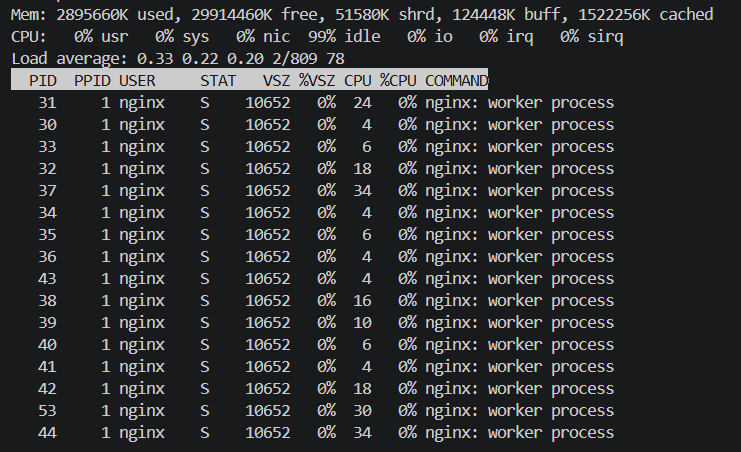 Mem: 2895660K used, 29914460K free, 51580K shrd, 124448K buff, 1522256K cached
CPU:   0% usr   0% sys   0% nic  99% idle   0% io   0% irq   0% sirq
Load average: 0.33 0.22 0.20 2/809 78
  PID  PPID USER     STAT   VSZ %VSZ CPU %CPU COMMAND
   31     1 nginx    S    10652   0%  24   0% nginx: worker process
   30     1 nginx    S    10652   0%   4   0% nginx: worker process
   33     1 nginx    S    10652   0%   6   0% nginx: worker process
   32     1 nginx    S    10652   0%  18   0% nginx: worker process
   37     1 nginx    S    10652   0%  34   0% nginx: worker process
   34     1 nginx    S    10652   0%   4   0% nginx: worker process
   35     1 nginx    S    10652   0%   6   0% nginx: worker process
   36     1 nginx    S    10652   0%   4   0% nginx: worker process
   43     1 nginx    S    10652   0%   4   0% nginx: worker process
   38     1 nginx    S    10652   0%  16   0% nginx: worker process
   39     1 nginx    S    10652   0%  10   0% nginx: worker process
   40     1 nginx    S    10652   0%   6   0% nginx: worker process
   41     1 nginx    S    10652   0%   4   0% nginx: worker process
   42     1 nginx    S    10652   0%  18   0% nginx: worker process
   53     1 nginx    S    10652   0%  30   0% nginx: worker process
   44     1 nginx    S    10652   0%  34   0% nginx: worker process